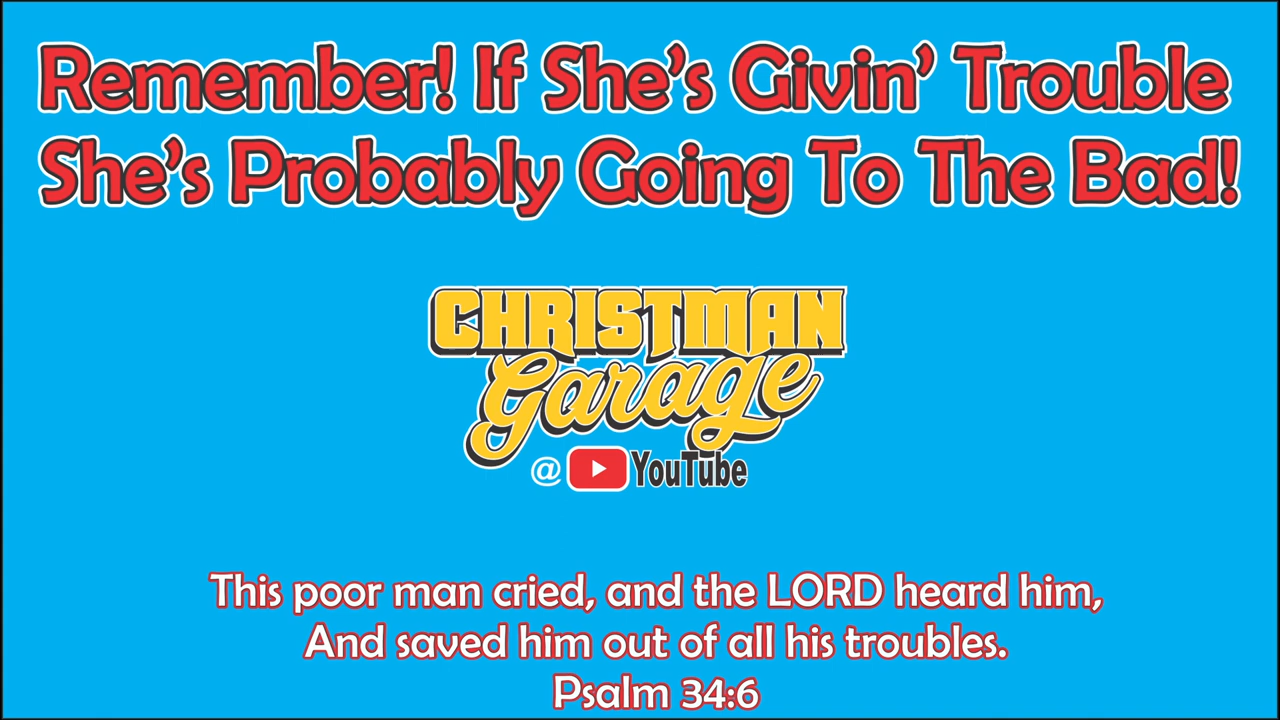 Remember! If She's Givin' Trouble
She's Probably Going To The Bad!
CHRISTMAN
Garage
@ YouTube
This poor man cried, and the LORD heard him,
And saved him out of all his troubles.
Psalm 34:6